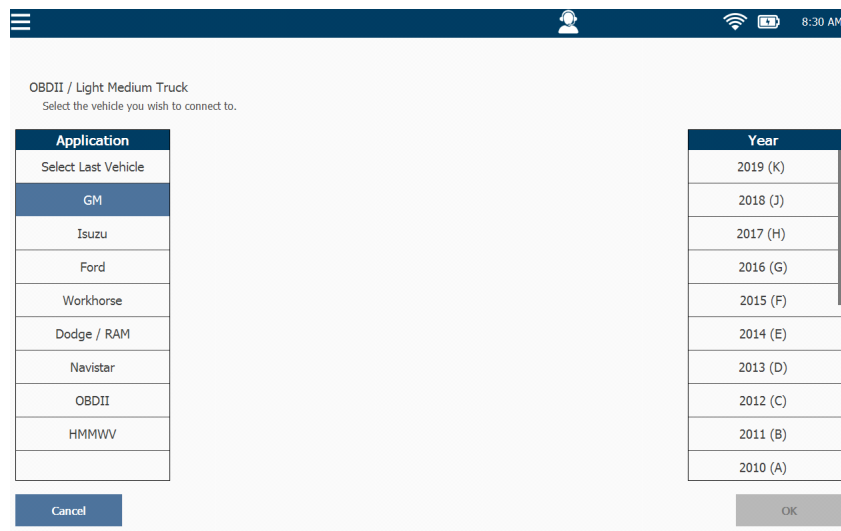 8:30 AM
OBDII / Light Medium Truck
Select the vehicle you wish to connect to.
Application
Select Last Vehicle
GM
Isuzu
Ford
Workhorse
Dodge / RAM
Navistar
OBDII
HMMWV
Year
2019 (K)
2018 (J)
2017 (H)
2016 (G)
2015 (F)
2014 (E)
2013 (D)
2012 (C)
2011 (B)
2010 (A)
Cancel
OK